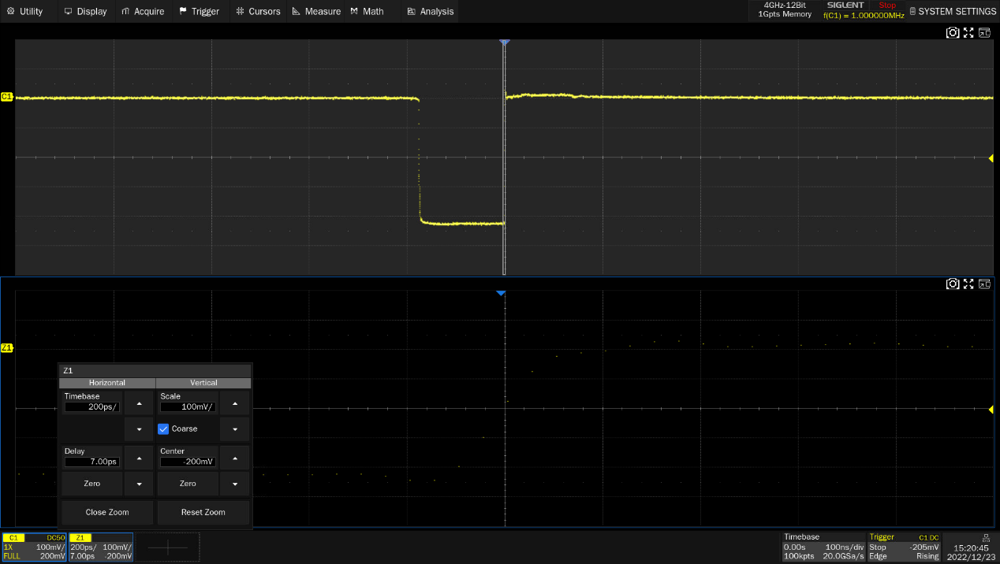 Utility Display Acquire Trigger Cursors Measure Math Analysis
4GHz-12Bit
1Gpts Memory
SIGLENT Stop
f(C1) = 1.000000MHz
SYSTEM SETTINGS
C1
Z1
Z1
Horizontal Vertical
Timebase Scale
200ps/ 100mV/
Coarse
Delay Center
7.00ps -200mV
Zero Zero
Close Zoom Reset Zoom
C1 DC50
1X 100mV/
FULL 200mV
Z1
200ps/ 100mV/
7.00ps -200mV
Timebase
0.00s 100ns/div
100kpts 20.0GSa/s
Trigger C1 DC
Stop -205mV
Edge Rising
15:20:45
2022/12/23